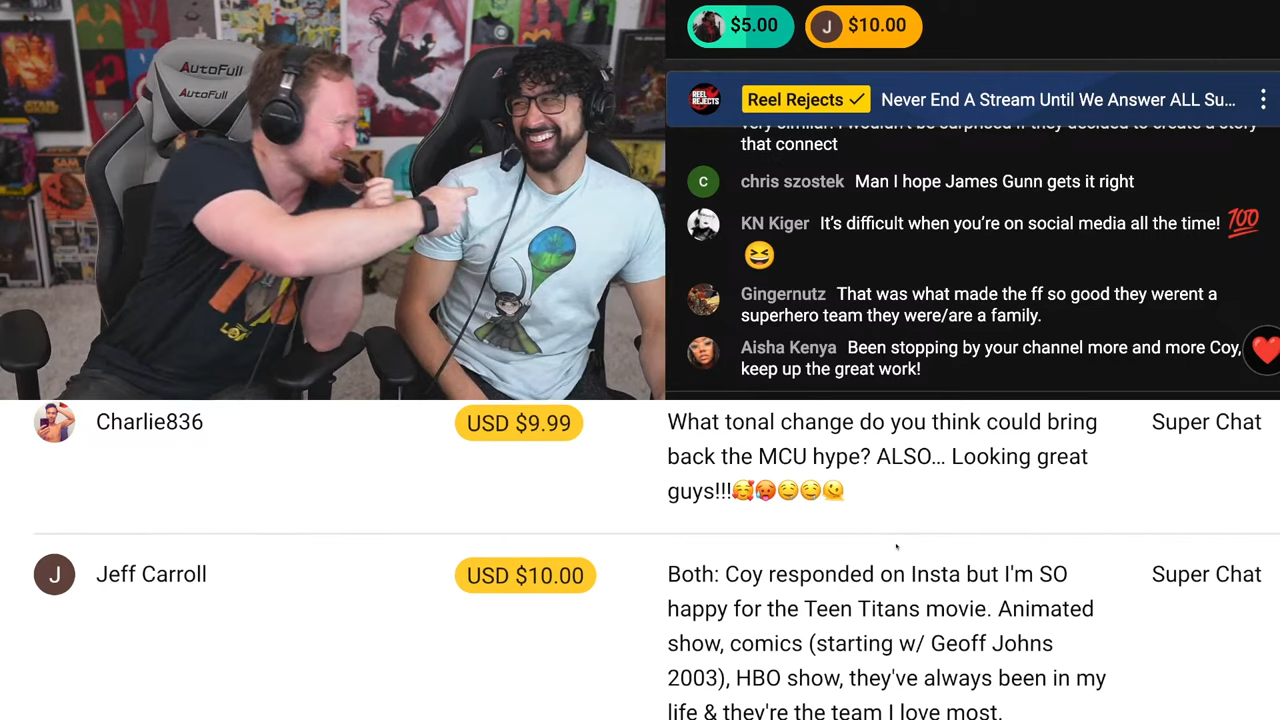 AutoFull
AutoFull
$5.00
J $10.00
REEL REJECTS
Reel Rejects Never End A Stream Until We Answer ALL Su...
very similar. I wouldn't be surprised if they decided to create a story
that connect
C chris szostek Man I hope James Gunn gets it right
KN Kiger It's difficult when you're on social media all the time! 💯
😆
Gingernutz That was what made the ff so good they werent a
superhero team they were/are a family.
Aisha Kenya Been stopping by your channel more and more Coy,
keep up the great work!
Charlie836 USD $9.99 What tonal change do you think could bring Super Chat
back the MCU hype? ALSO... Looking great
guys!!!🥰🥵🤤🤤🫠
J Jeff Carroll USD $10.00 Both: Coy responded on Insta but I'm SO Super Chat
happy for the Teen Titans movie. Animated
show, comics (starting w/ Geoff Johns
2003), HBO show, they've always been in my
life & they're the team I love most.